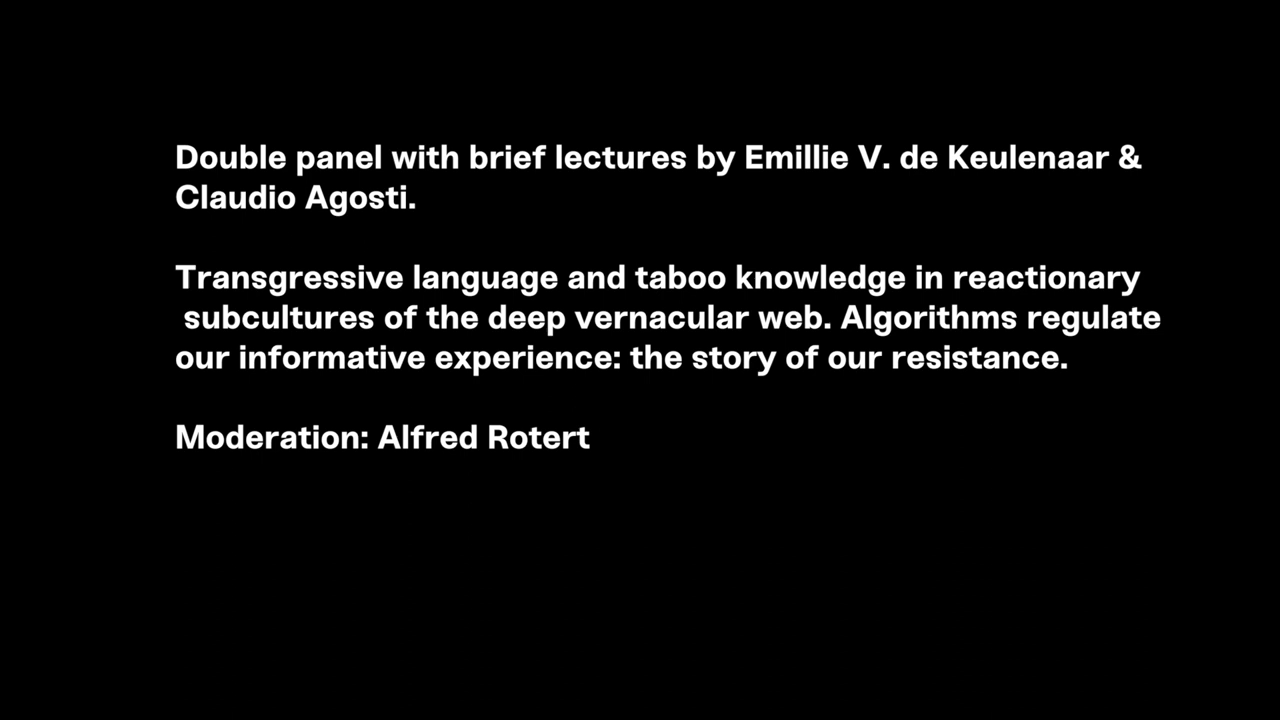 Double panel with brief lectures by Emillie V. de Keulenaar &
Claudio Agosti.
Transgressive language and taboo knowledge in reactionary
subcultures of the deep vernacular web. Algorithms regulate
our informative experience: the story of our resistance.
Moderation: Alfred Rotert